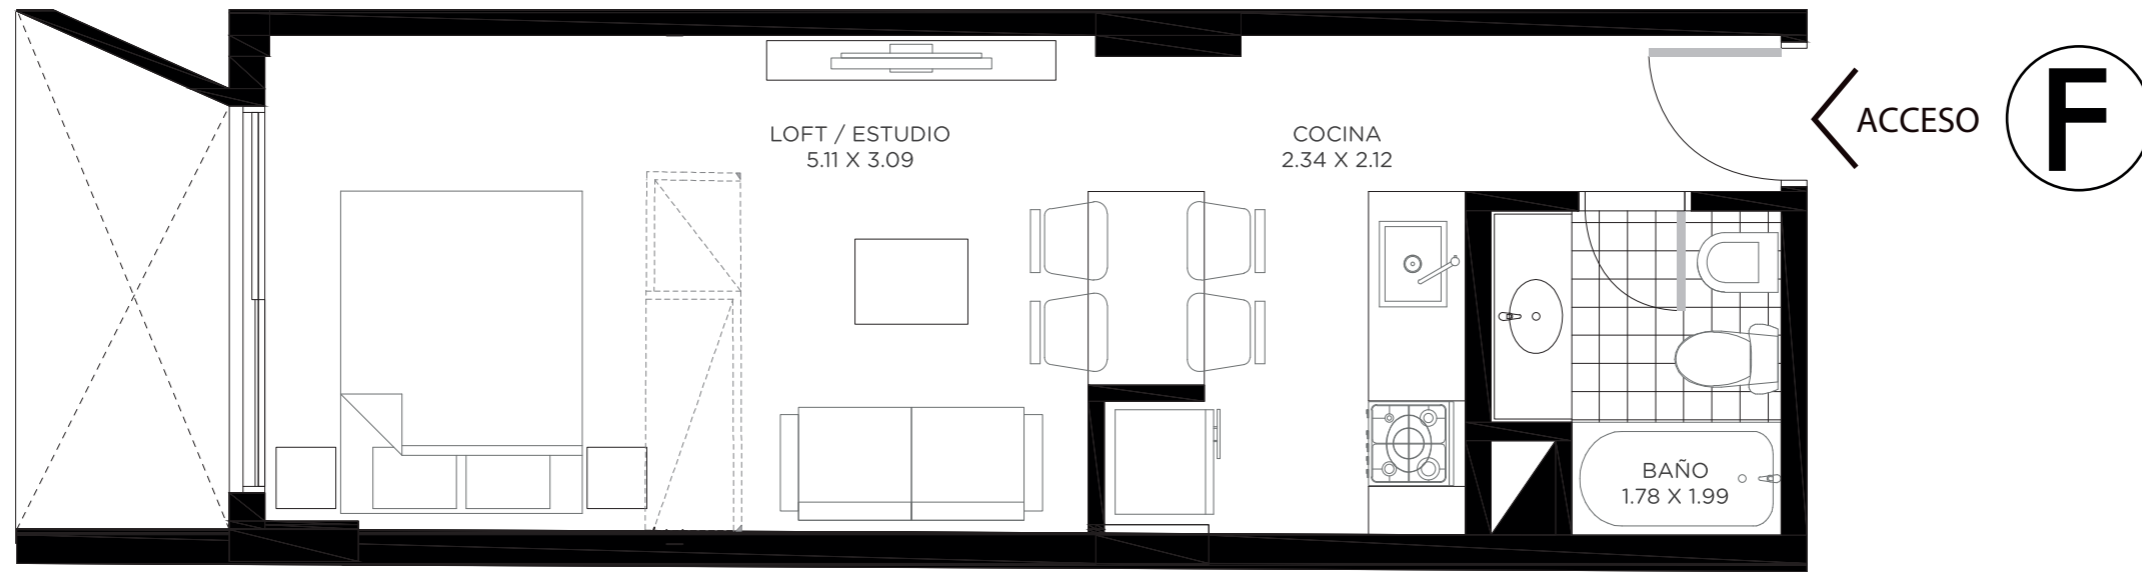 LOFT / ESTUDIO
5.11 X 3.09
COCINA
2.34 X 2.12
ACCESO
F
BAÑO
1.78 X 1.99